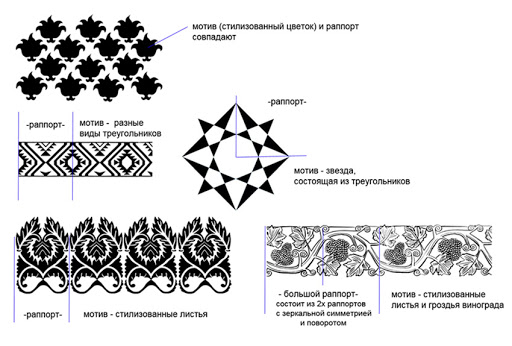 мотив (стилизованный цветок) и раппорт
совпадают
-раппорт-
мотив - разные
виды треугольников
-раппорт-
мотив - звезда,
состоящая из треугольников
-раппорт-
мотив - стилизованные листья
- большой раппорт-
состоит из 2х раппортов
с зеркальной симметрией
и поворотом
мотив - стилизованные
листья и гроздья винограда